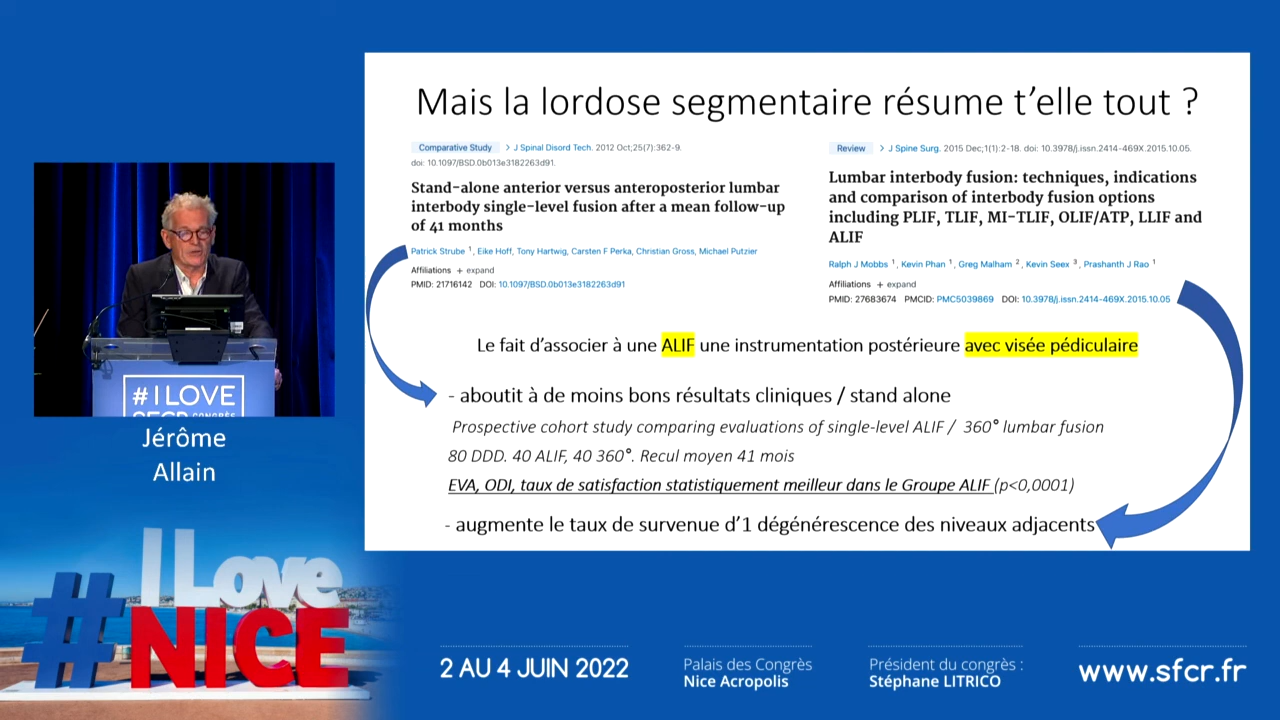 Mais la lordose segmentaire résume t’elle tout ?
Comparative Study > J Spinal Disord Tech. 2012 Oct;25(7):362-9.
doi: 10.1097/BSD.0b013e3182263d91.
Stand-alone anterior versus anteroposterior lumbar
interbody single-level fusion after a mean follow-up
of 41 months
Patrick Strube 1, Eike Hoff, Tony Hartwig, Carsten F Perka, Christian Gross, Michael Putzier
Affiliations + expand
PMID: 21716142 DOI: 10.1097/BSD.0b013e3182263d91
Review > J Spine Surg. 2015 Dec;1(1):2-18. doi: 10.3978/j.issn.2414-469X.2015.10.05.
Lumbar interbody fusion: techniques, indications
and comparison of interbody fusion options
including PLIF, TLIF, MI-TLIF, OLIF/ATP, LLIF and
ALIF
Ralph J Mobbs 1, Kevin Phan 1, Greg Malham 2, Kevin Seex 3, Prashanth J Rao 1
Affiliations + expand
PMID: 27683674 PMCID: PMC5039869 DOI: 10.3978/j.issn.2414-469X.2015.10.05
Le fait d’associer à une ALIF une instrumentation postérieure avec visée pédiculaire
- aboutit à de moins bons résultats cliniques / stand alone
Prospective cohort study comparing evaluations of single-level ALIF / 360° lumbar fusion
80 DDD. 40 ALIF, 40 360°. Recul moyen 41 mois
EVA, ODI, taux de satisfaction statistiquement meilleur dans le Groupe ALIF (p<0,0001)
- augmente le taux de survenue d’1 dégénérescence des niveaux adjacents
# I LOVE
SFCR CONGRÈS
Jérôme
Allain
# I Love
NICE
2 AU 4 JUIN 2022
Palais des Congrès
Nice Acropolis
Président du congrès :
Stéphane LITRICO
www.sfcr.fr